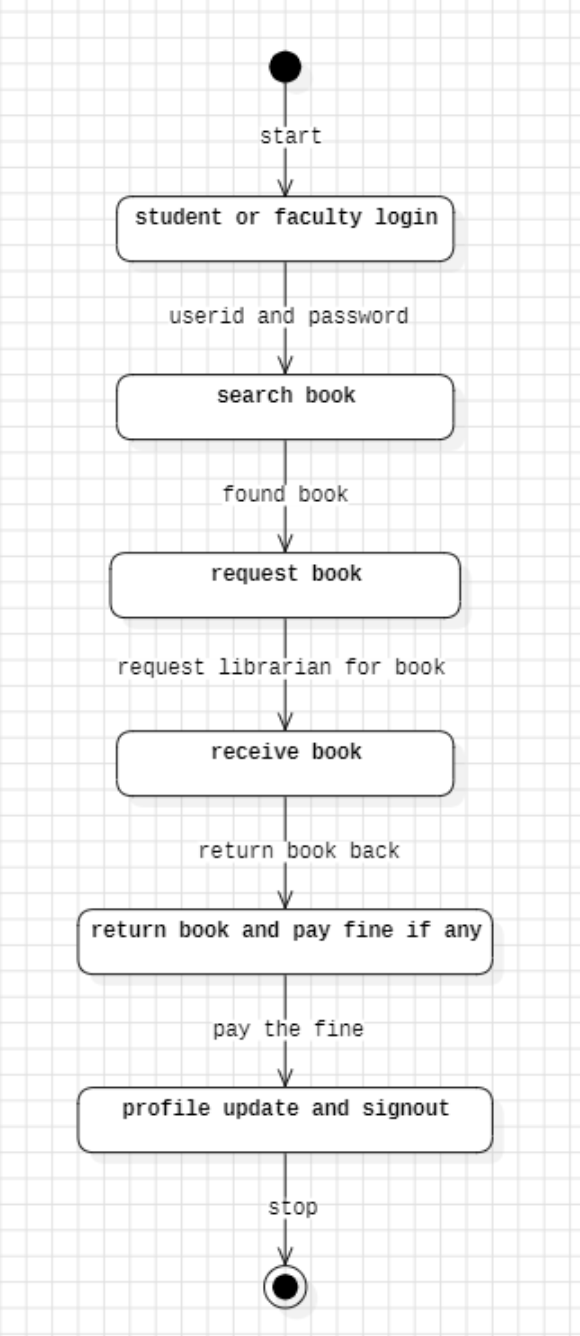 start
student or faculty login
userid and password
search book
found book
request book
request librarian for book
receive book
return book back
return book and pay fine if any
pay the fine
profile update and signout
stop